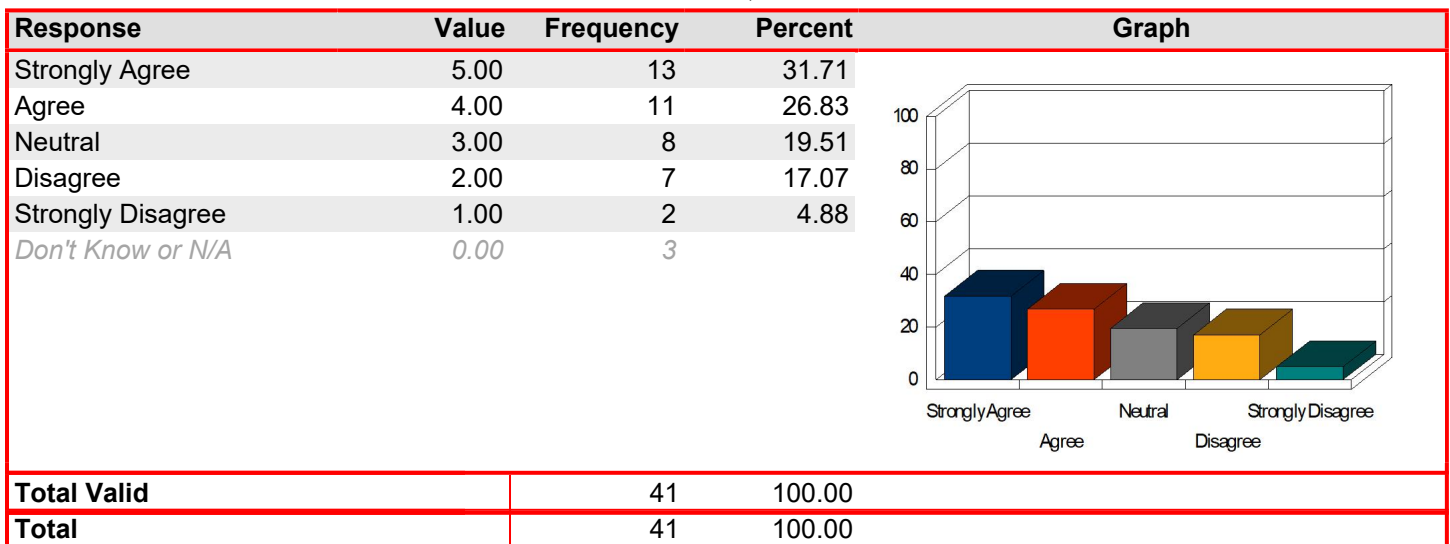 Response Value Frequency Percent Graph
Strongly Agree 5.00 13 31.71
Agree 4.00 11 26.83
Neutral 3.00 8 19.51
Disagree 2.00 7 17.07
Strongly Disagree 1.00 2 4.88
Don't Know or N/A 0.00 3
100
80
60
40
20
0
Strongly Agree Neutral Strongly Disagree
Agree Disagree
Total Valid 41 100.00
Total 41 100.00